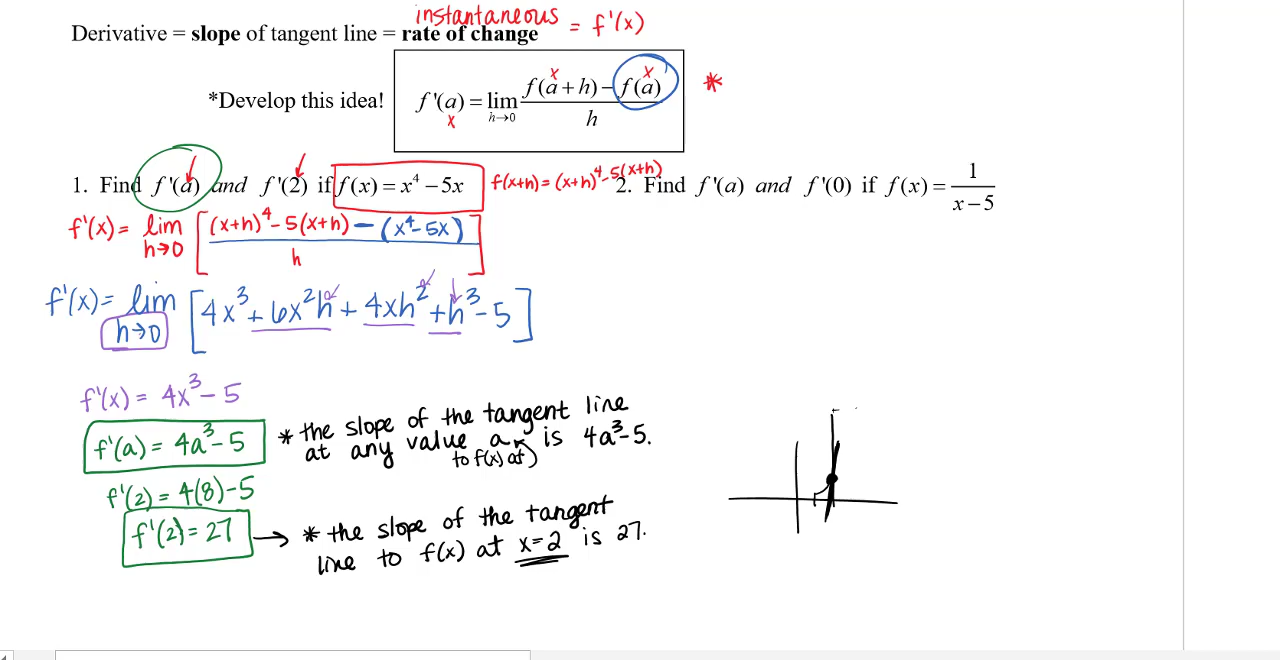 instantaneous
Derivative = slope of tangent line = rate of change = f'(x)
*Develop this idea! f'(a) = lim h→0 (f(a+h) − f(a))/h *
x x
x
1. Find f'(a) and f'(2) if f(x) = x⁴ − 5x f(x+h) = (x+h)⁴ − 5(x+h)
2. Find f'(a) and f'(0) if f(x) = 1/(x − 5)
f'(x) = lim h→0 [((x+h)⁴ − 5(x+h) − (x⁴ − 5x))/h]
f'(x) = lim h→0 [4x³ + 6x²h + 4xh² + h³ − 5]
f'(x) = 4x³ − 5
f'(a) = 4a³ − 5
* the slope of the tangent line
at any value a is 4a³ − 5.
to f(x) at
f'(2) = 4(8) − 5
f'(2) = 27 →
* the slope of the tangent
line to f(x) at x=2 is 27.